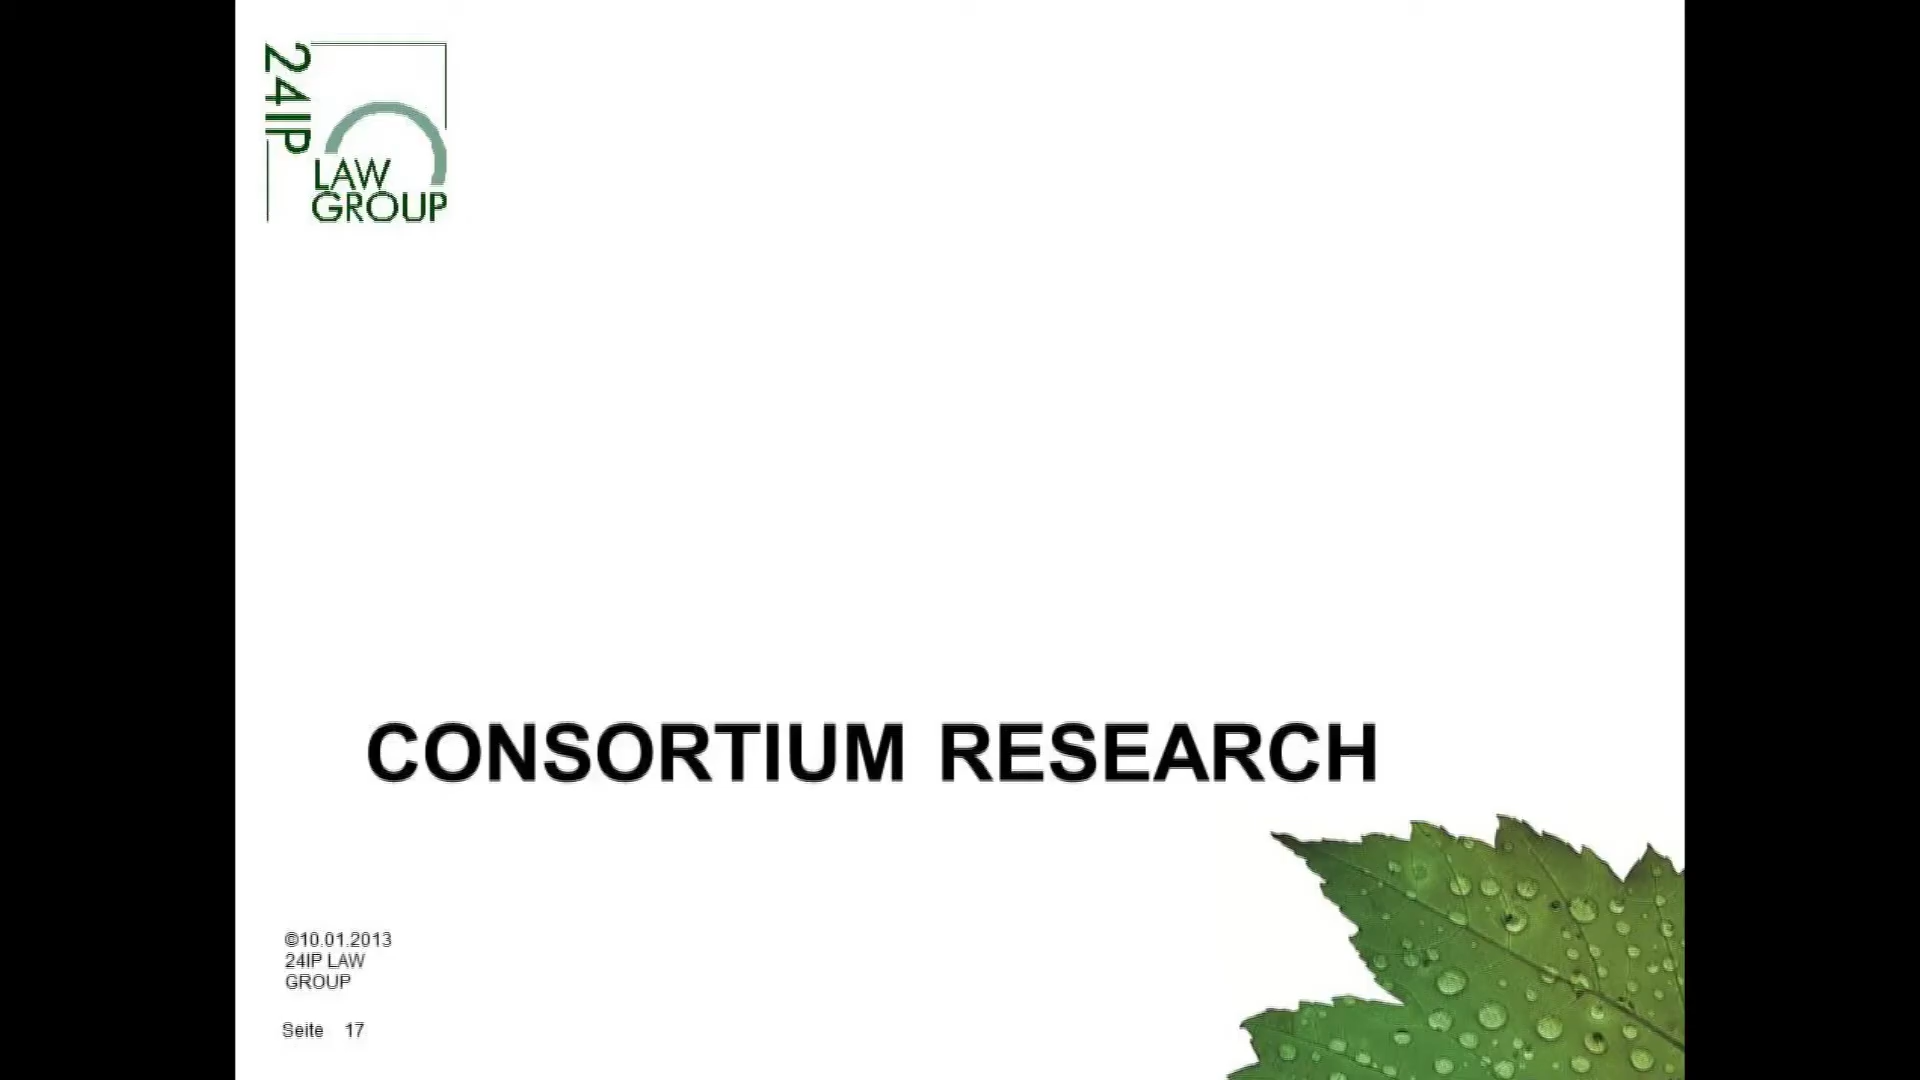 24IP
LAW
GROUP
CONSORTIUM RESEARCH
©10.01.2013
24IP LAW
GROUP
Seite 17